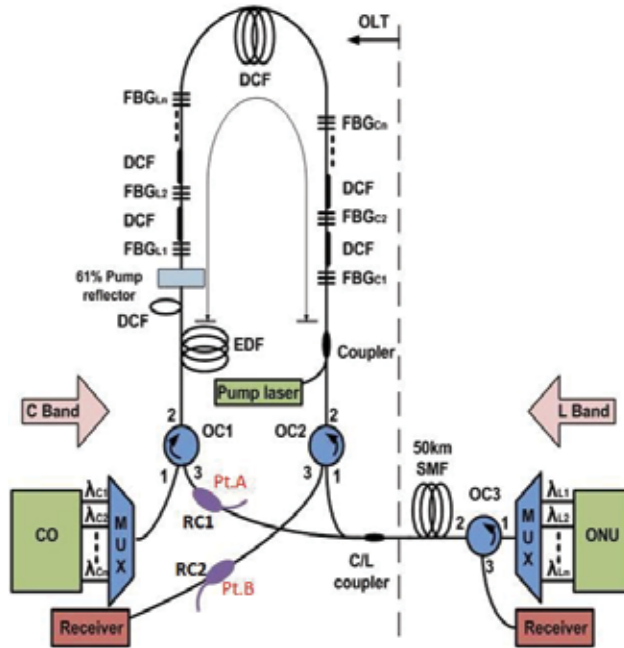 OLT
DCF
FBGLn
FBGCn
DCF
DCF
FBGL2
FBGC2
DCF
DCF
FBGL1
FBGC1
61% Pump
reflector
DCF
EDF
Coupler
Pump laser
C Band
L Band
2
OC1
OC2
2
50km
SMF
1
3
Pt.A
3
1
OC3
CO
λC1
λC2
λCn
MUX
RC1
RC2
Pt.B
C/L
coupler
2
1
3
MUX
λL1
λL2
λLn
ONU
Receiver
Receiver